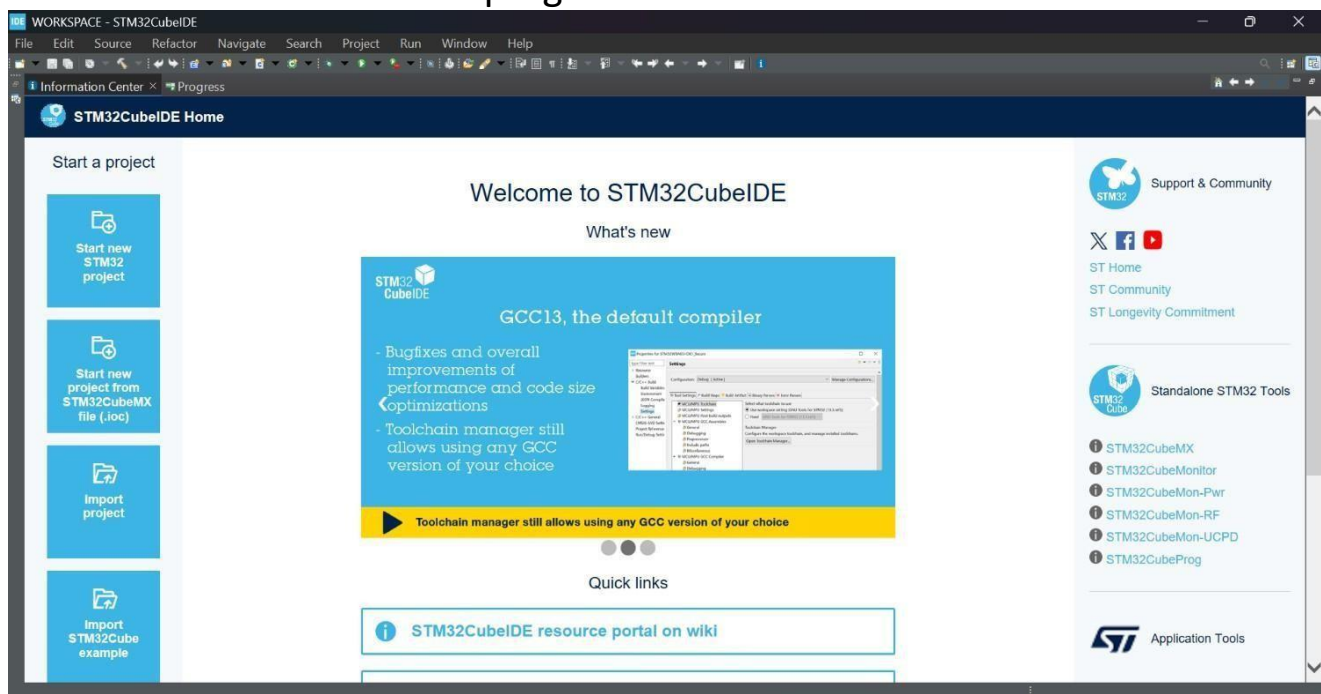 WORKSPACE - STM32CubeIDE
File Edit Source Refactor Navigate Search Project Run Window Help
Information Center
Progress
STM32CubeIDE Home
Start a project
Start new
STM32
project
Start new
project from
STM32CubeMX
file (.ioc)
Import
project
Import
STM32Cube
example
Welcome to STM32CubeIDE
What's new
STM32
CubeIDE
GCC13, the default compiler
- Bugfixes and overall
improvements of
performance and code size
optimizations
- Toolchain manager still
allows using any GCC
version of your choice
Toolchain manager still allows using any GCC version of your choice
Quick links
STM32CubeIDE resource portal on wiki
STM32
Support & Community
ST Home
ST Community
ST Longevity Commitment
STM32
Cube
Standalone STM32 Tools
STM32CubeMX
STM32CubeMonitor
STM32CubeMon-Pwr
STM32CubeMon-RF
STM32CubeMon-UCPD
STM32CubeProg
Application Tools